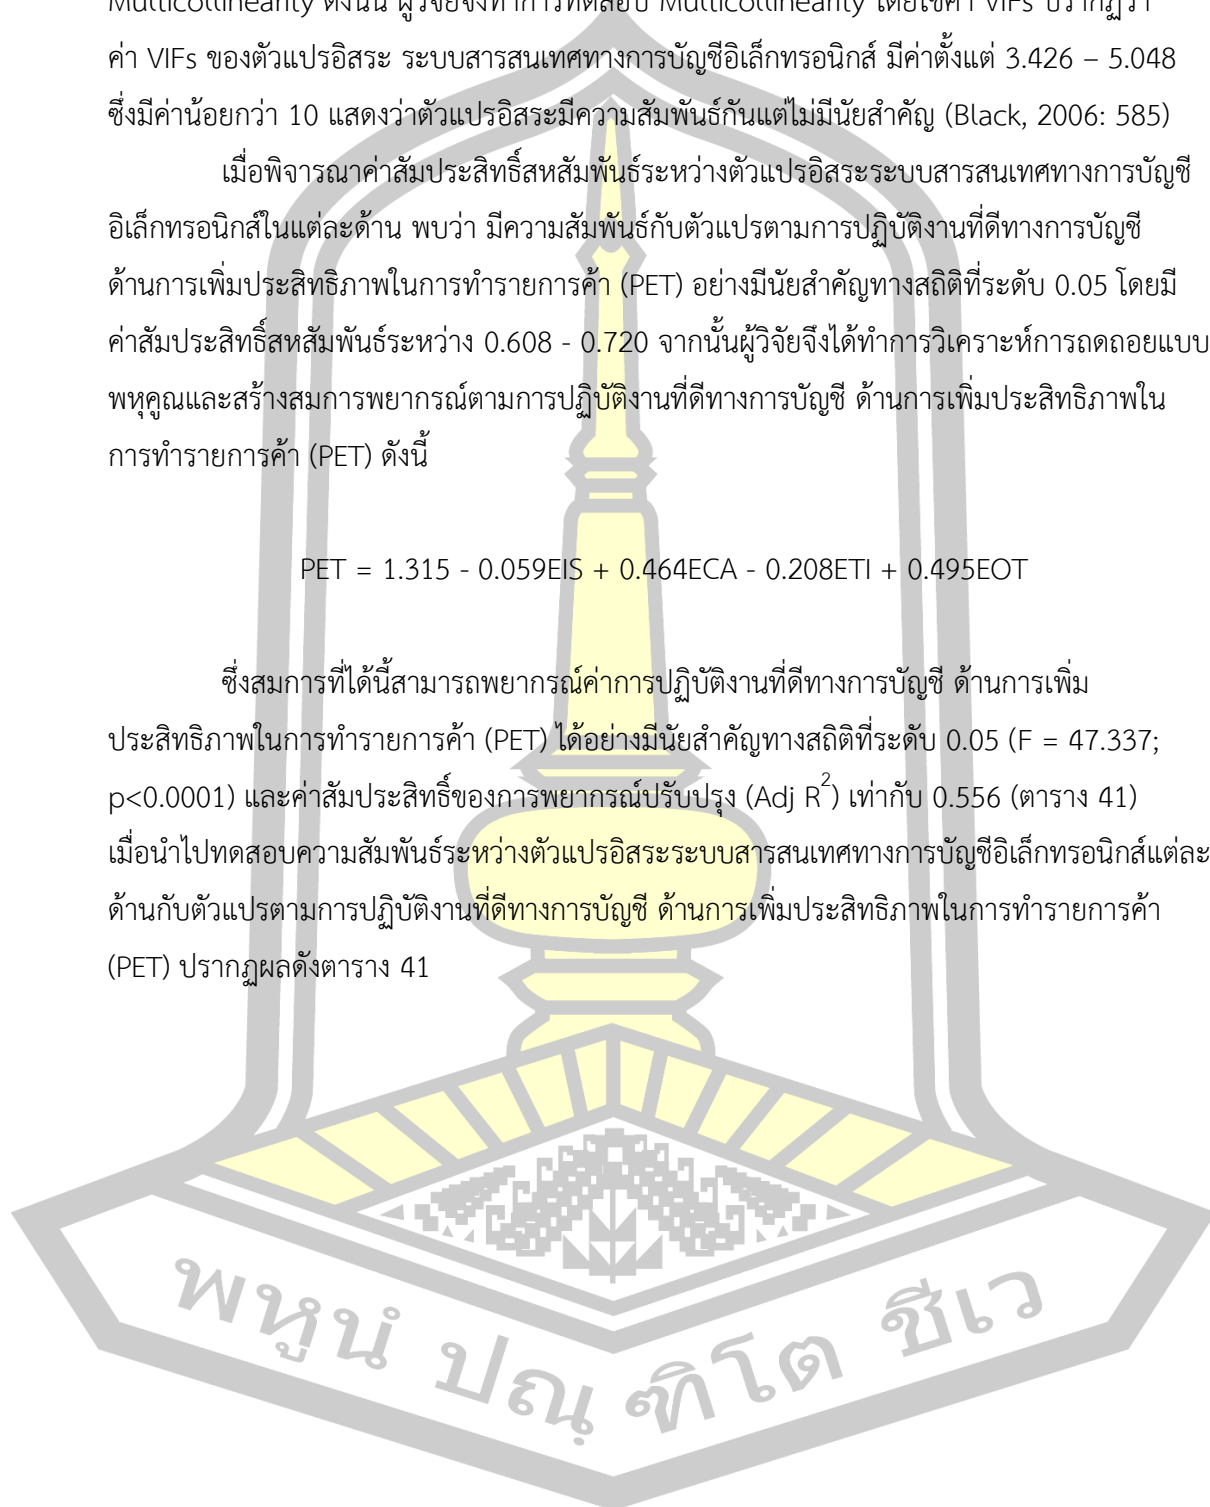 Multicollinearity ดังนั้น ผู้วิจัยจึงทำการทดสอบ Multicollinearity โดยใช้ค่า VIFs ปรากฏว่า
ค่า VIFs ของตัวแปรอิสระ ระบบสารสนเทศทางการบัญชีอิเล็กทรอนิกส์ มีค่าตั้งแต่ 3.426 – 5.048
ซึ่งมีค่าน้อยกว่า 10 แสดงว่าตัวแปรอิสระมีความสัมพันธ์กันแต่ไม่มีนัยสำคัญ (Black, 2006: 585)
เมื่อพิจารณาค่าสัมประสิทธิ์สหสัมพันธ์ระหว่างตัวแปรอิสระระบบสารสนเทศทางการบัญชี
อิเล็กทรอนิกส์ในแต่ละด้าน พบว่า มีความสัมพันธ์กับตัวแปรตามการปฏิบัติงานที่ดีทางการบัญชี
ด้านการเพิ่มประสิทธิภาพในการทำรายการค้า (PET) อย่างมีนัยสำคัญทางสถิติที่ระดับ 0.05 โดยมี
ค่าสัมประสิทธิ์สหสัมพันธ์ระหว่าง 0.608 - 0.720 จากนั้นผู้วิจัยจึงได้ทำการวิเคราะห์การถดถอยแบบ
พหุคูณและสร้างสมการพยากรณ์ตามการปฏิบัติงานที่ดีทางการบัญชี ด้านการเพิ่มประสิทธิภาพใน
การทำรายการค้า (PET) ดังนี้
PET = 1.315 - 0.059EIS + 0.464ECA - 0.208ETI + 0.495EOT
ซึ่งสมการที่ได้นี้สามารถพยากรณ์ค่าการปฏิบัติงานที่ดีทางการบัญชี ด้านการเพิ่ม
ประสิทธิภาพในการทำรายการค้า (PET) ได้อย่างมีนัยสำคัญทางสถิติที่ระดับ 0.05 (F = 47.337;
p<0.0001) และค่าสัมประสิทธิ์ของการพยากรณ์ปรับปรุง (Adj R²) เท่ากับ 0.556 (ตาราง 41)
เมื่อนำไปทดสอบความสัมพันธ์ระหว่างตัวแปรอิสระระบบสารสนเทศทางการบัญชีอิเล็กทรอนิกส์แต่ละ
ด้านกับตัวแปรตามการปฏิบัติงานที่ดีทางการบัญชี ด้านการเพิ่มประสิทธิภาพในการทำรายการค้า
(PET) ปรากฏผลดังตาราง 41
พหูนํ ปณฺฑิโต ชีเว